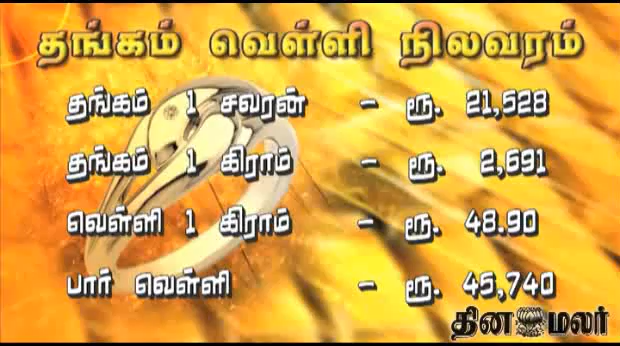 தங்கம் வெள்ளி நிலவரம்
தங்கம் 1 சவரன் - ரூ. 21,528
தங்கம் 1 கிராம் - ரூ. 2,691
வெள்ளி 1 கிராம் - ரூ. 48.90
பார் வெள்ளி - ரூ. 45,740
தினமலர்